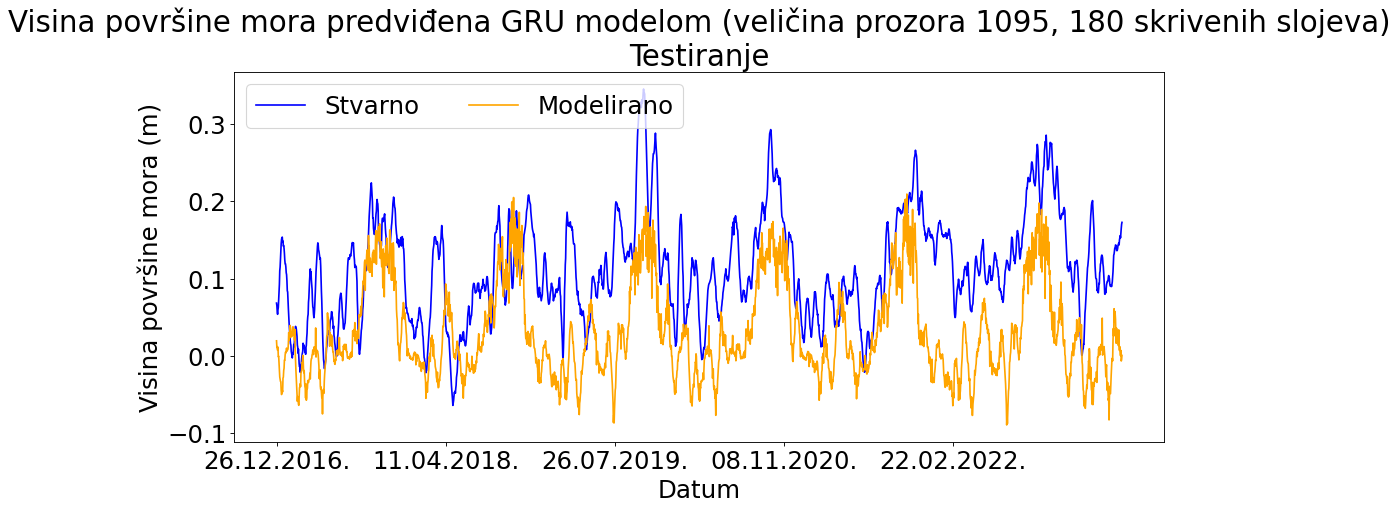 Visina površine mora predviđena GRU modelom (veličina prozora 1095, 180 skrivenih slojeva)
Testiranje
Stvarno Modelirano
Visina površine mora (m)
0.3
0.2
0.1
0.0
−0.1
26.12.2016. 11.04.2018. 26.07.2019. 08.11.2020. 22.02.2022.
Datum